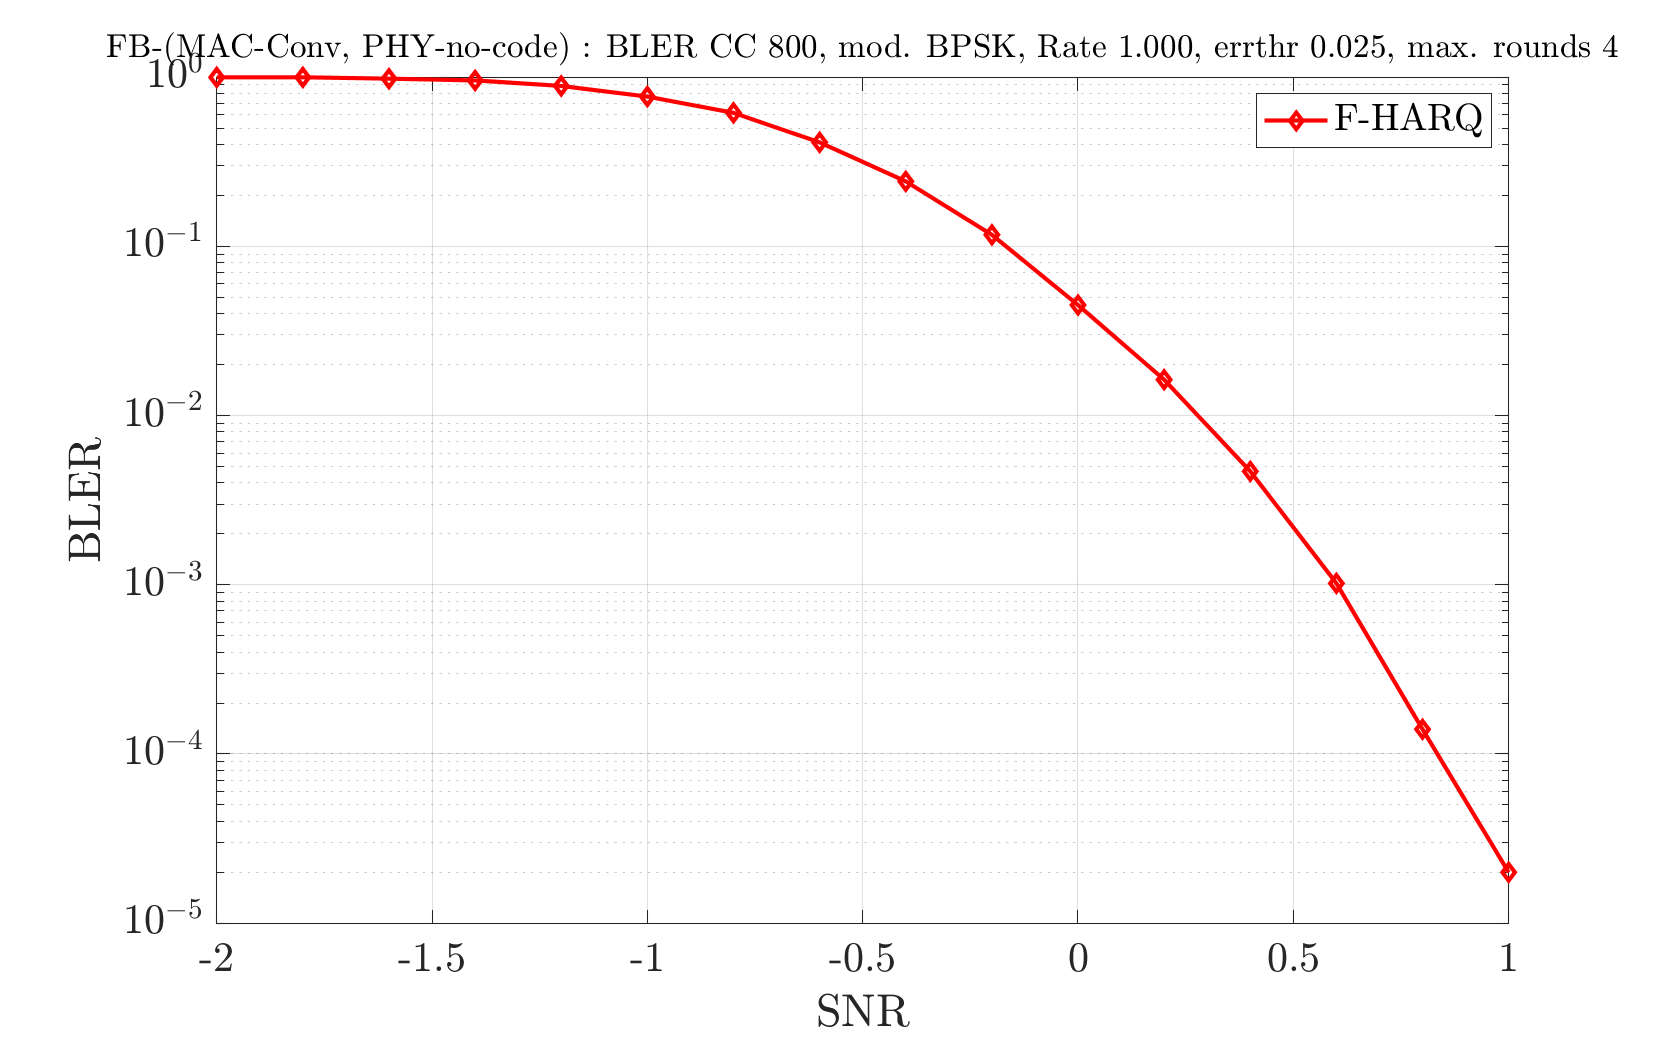 FB-(MAC-Conv, PHY-no-code) : BLER CC 800, mod. BPSK, Rate 1.000, errthr 0.025, max. rounds 4
F-HARQ
10^0
10^-1
10^-2
10^-3
10^-4
10^-5
BLER
-2 -1.5 -1 -0.5 0 0.5 1
SNR